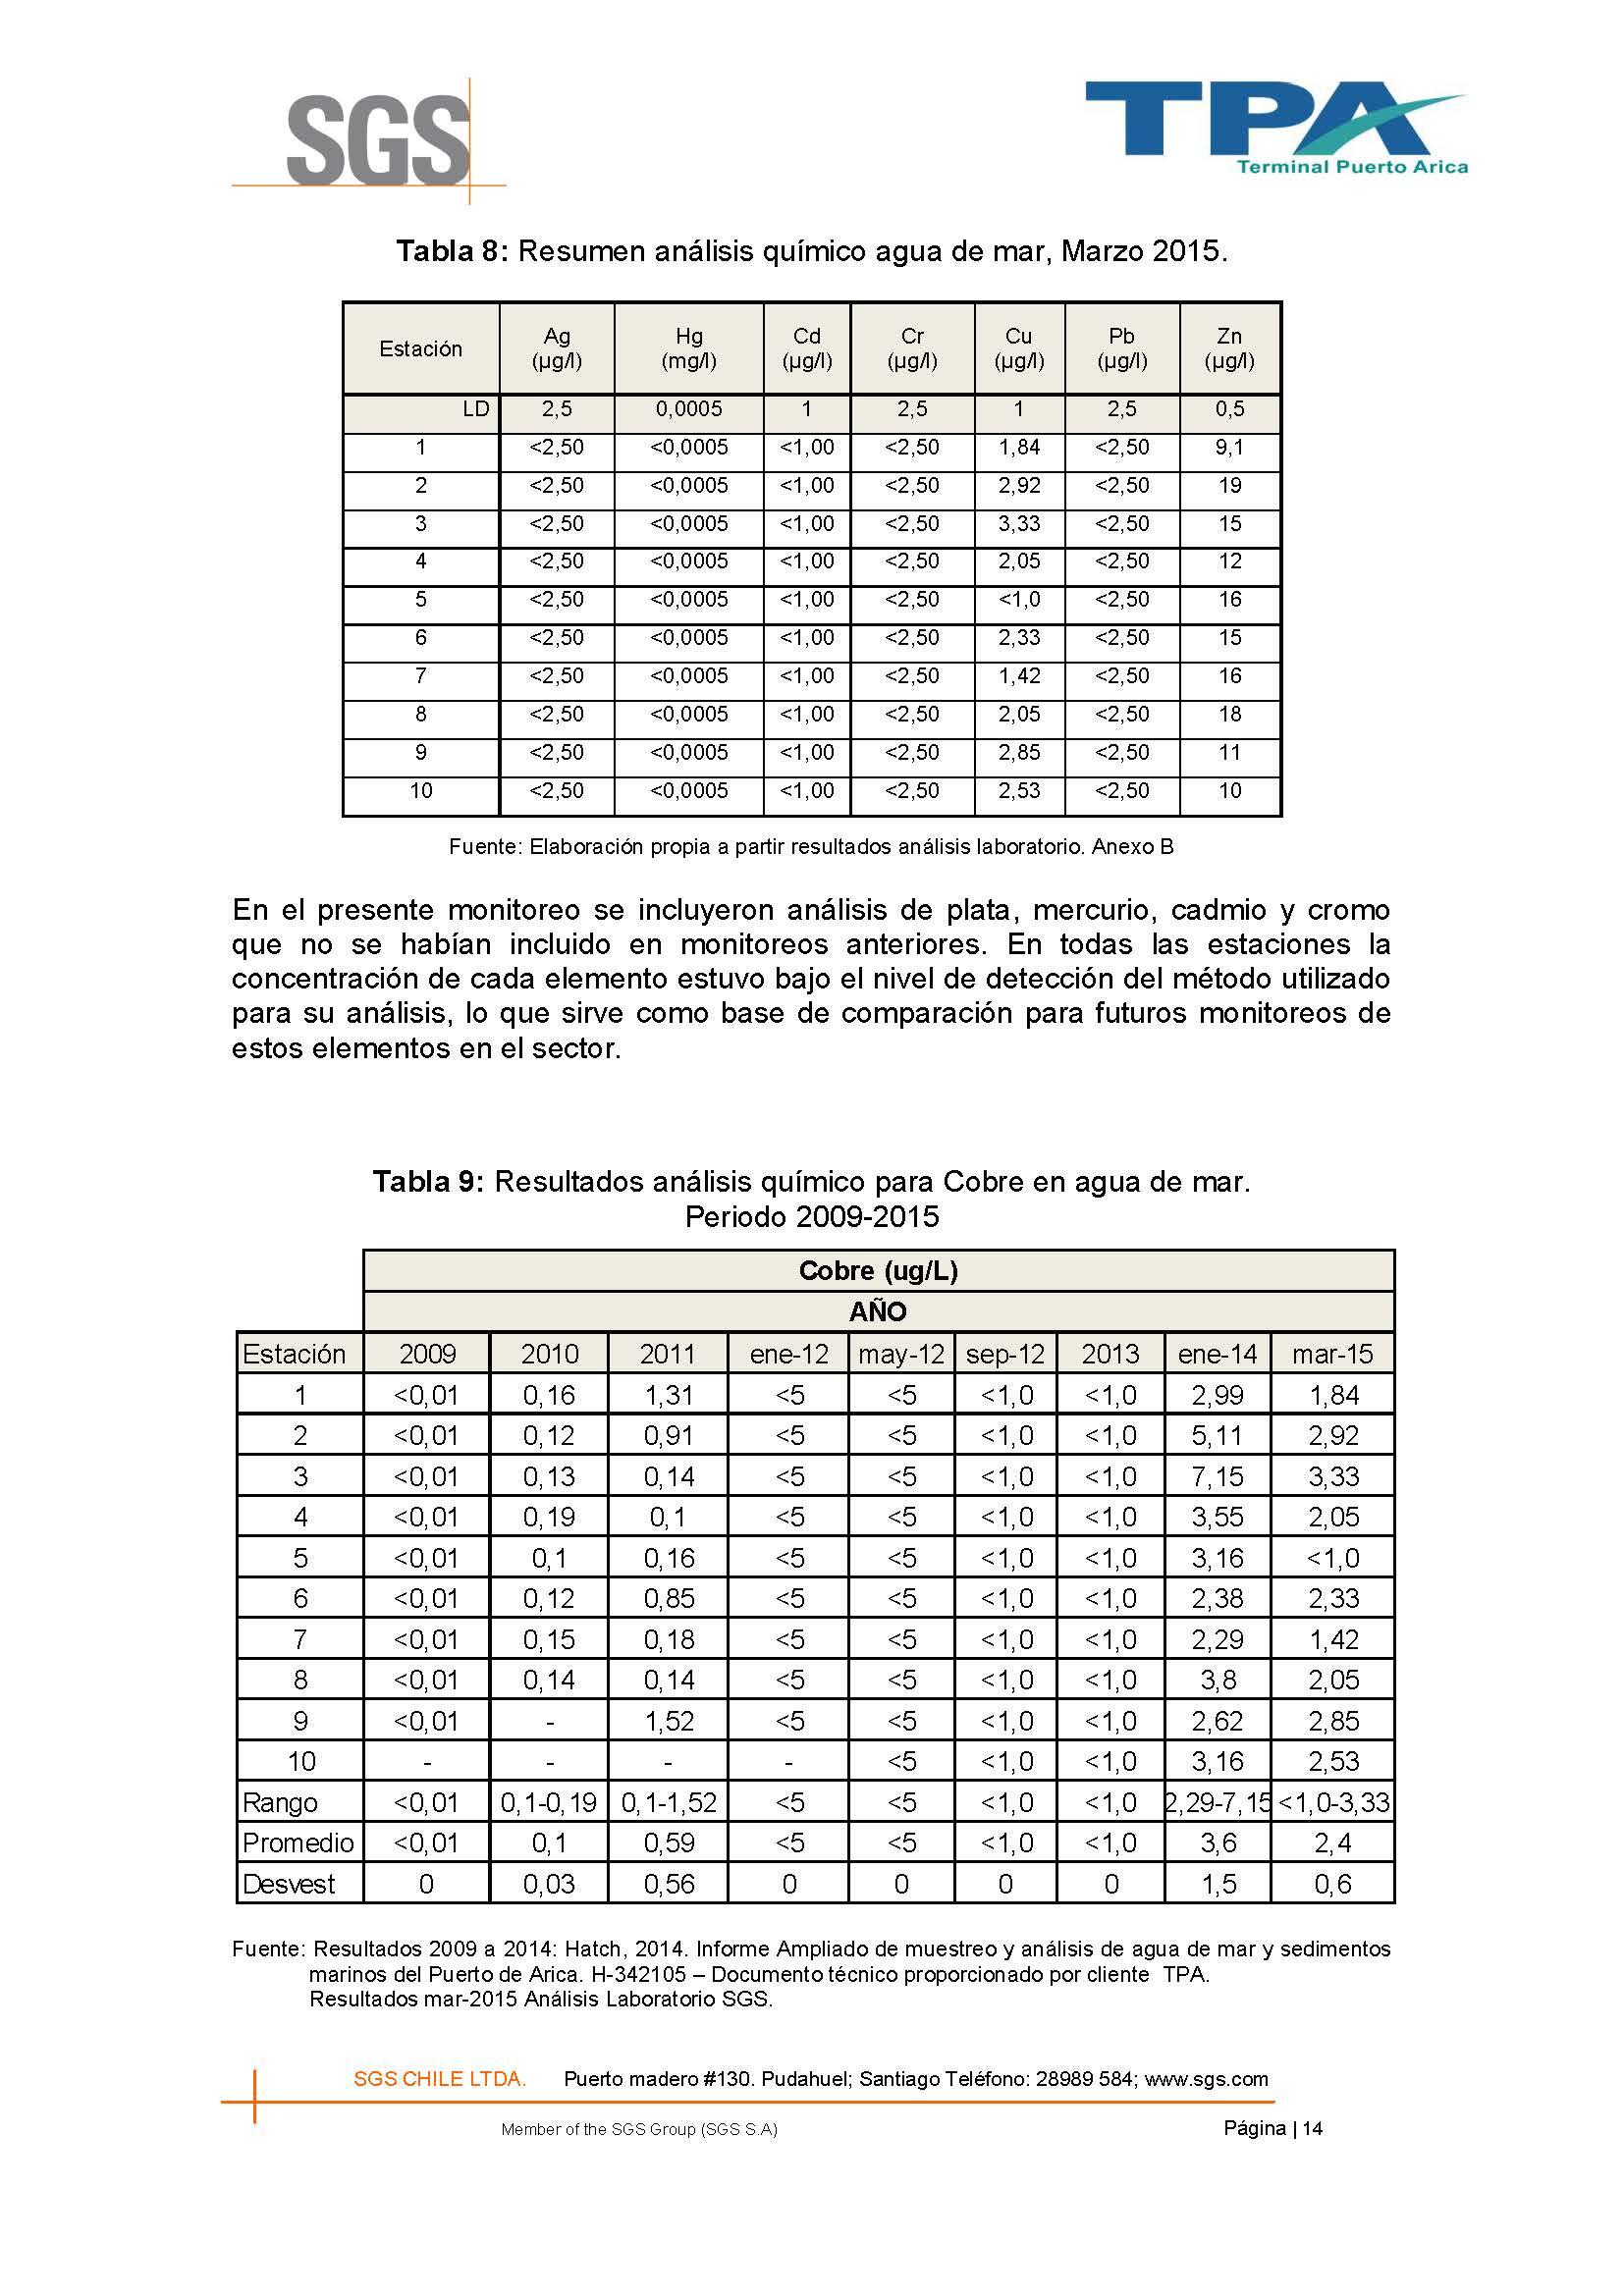 SGS
TPA
Terminal Puerto Arica
Tabla 8: Resumen análisis químico agua de mar, Marzo 2015.
Estación Ag (µg/l) Hg (mg/l) Cd (µg/l) Cr (µg/l) Cu (µg/l) Pb (µg/l) Zn (µg/l)
LD 2,5 0,0005 1 2,5 1 2,5 0,5
1 <2,50 <0,0005 <1,00 <2,50 1,84 <2,50 9,1
2 <2,50 <0,0005 <1,00 <2,50 2,92 <2,50 19
3 <2,50 <0,0005 <1,00 <2,50 3,33 <2,50 15
4 <2,50 <0,0005 <1,00 <2,50 2,05 <2,50 12
5 <2,50 <0,0005 <1,00 <2,50 <1,0 <2,50 16
6 <2,50 <0,0005 <1,00 <2,50 2,33 <2,50 15
7 <2,50 <0,0005 <1,00 <2,50 1,42 <2,50 16
8 <2,50 <0,0005 <1,00 <2,50 2,05 <2,50 18
9 <2,50 <0,0005 <1,00 <2,50 2,85 <2,50 11
10 <2,50 <0,0005 <1,00 <2,50 2,53 <2,50 10
Fuente: Elaboración propia a partir resultados análisis laboratorio. Anexo B
En el presente monitoreo se incluyeron análisis de plata, mercurio, cadmio y cromo
que no se habían incluido en monitoreos anteriores. En todas las estaciones la
concentración de cada elemento estuvo bajo el nivel de detección del método utilizado
para su análisis, lo que sirve como base de comparación para futuros monitoreos de
estos elementos en el sector.
Tabla 9: Resultados análisis químico para Cobre en agua de mar.
Periodo 2009-2015
Cobre (ug/L)
AÑO
Estación 2009 2010 2011 ene-12 may-12 sep-12 2013 ene-14 mar-15
1 <0,01 0,16 1,31 <5 <5 <1,0 <1,0 2,99 1,84
2 <0,01 0,12 0,91 <5 <5 <1,0 <1,0 5,11 2,92
3 <0,01 0,13 0,14 <5 <5 <1,0 <1,0 7,15 3,33
4 <0,01 0,19 0,1 <5 <5 <1,0 <1,0 3,55 2,05
5 <0,01 0,1 0,16 <5 <5 <1,0 <1,0 3,16 <1,0
6 <0,01 0,12 0,85 <5 <5 <1,0 <1,0 2,38 2,33
7 <0,01 0,15 0,18 <5 <5 <1,0 <1,0 2,29 1,42
8 <0,01 0,14 0,14 <5 <5 <1,0 <1,0 3,8 2,05
9 <0,01 - 1,52 <5 <5 <1,0 <1,0 2,62 2,85
10 - - - - <5 <1,0 <1,0 3,16 2,53
Rango <0,01 0,1-0,19 0,1-1,52 <5 <5 <1,0 <1,0 2,29-7,15 <1,0-3,33
Promedio <0,01 0,1 0,59 <5 <5 <1,0 <1,0 3,6 2,4
Desvest 0 0,03 0,56 0 0 0 0 1,5 0,6
Fuente: Resultados 2009 a 2014: Hatch, 2014. Informe Ampliado de muestreo y análisis de agua de mar y sedimentos
marinos del Puerto de Arica. H-342105 – Documento técnico proporcionado por cliente TPA.
Resultados mar-2015 Análisis Laboratorio SGS.
SGS CHILE LTDA. Puerto madero #130. Pudahuel; Santiago Teléfono: 28989 584; www.sgs.com
Member of the SGS Group (SGS S.A) Página | 14